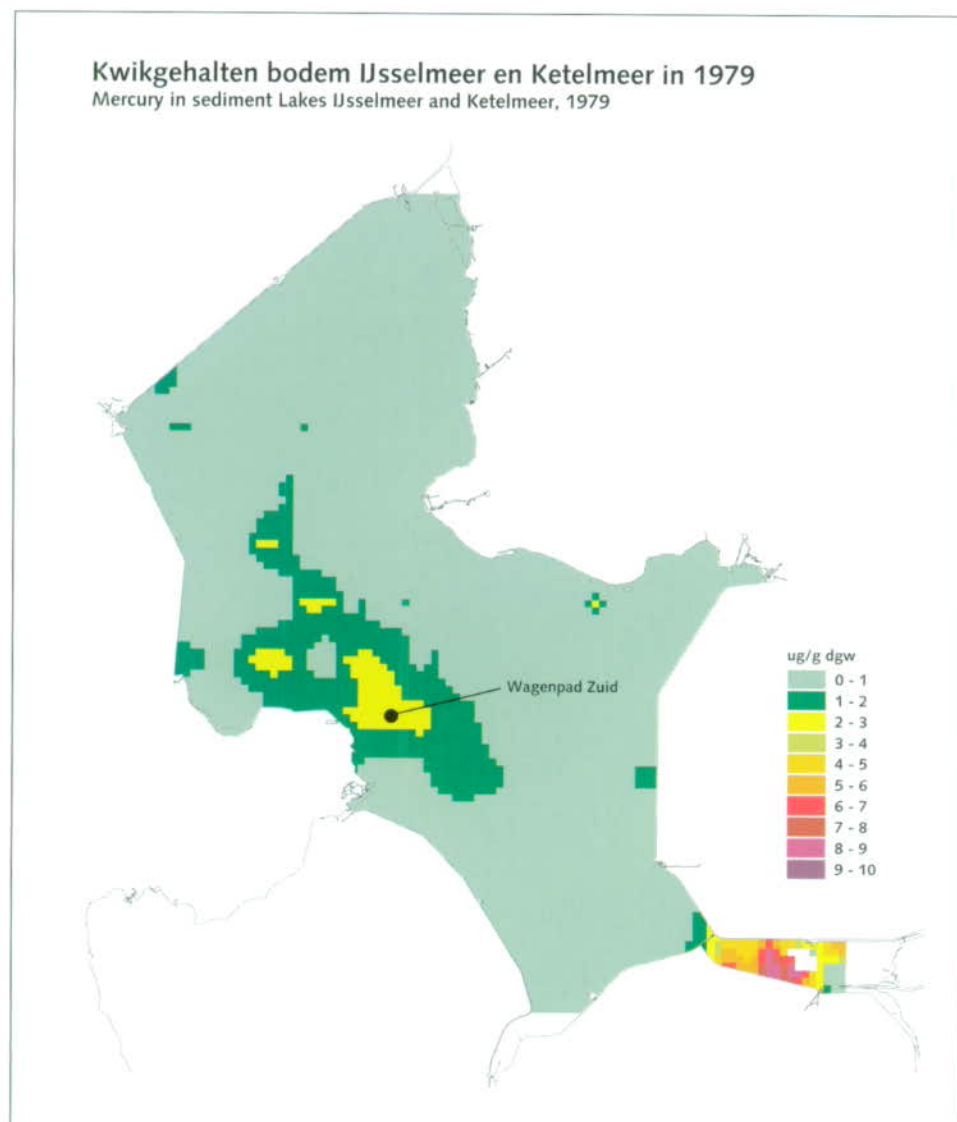 Kwikgehalten bodem IJsselmeer en Ketelmeer in 1979
Mercury in sediment Lakes IJsselmeer and Ketelmeer, 1979
Wagenpad Zuid
ug/g dgw
0 - 1
1 - 2
2 - 3
3 - 4
4 - 5
5 - 6
6 - 7
7 - 8
8 - 9
9 - 10